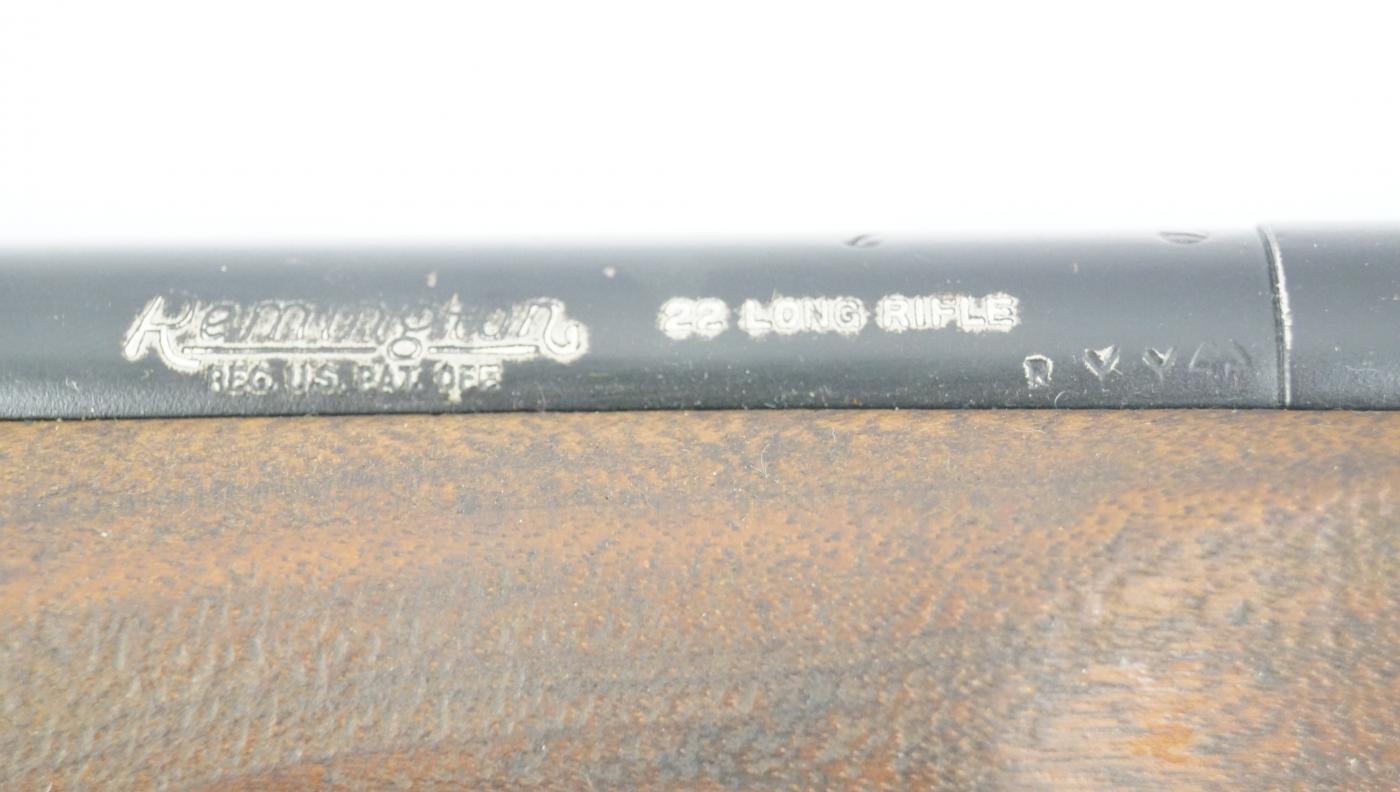 Remington 22 LONG RIFLE
REG. U.S. PAT. OFF.